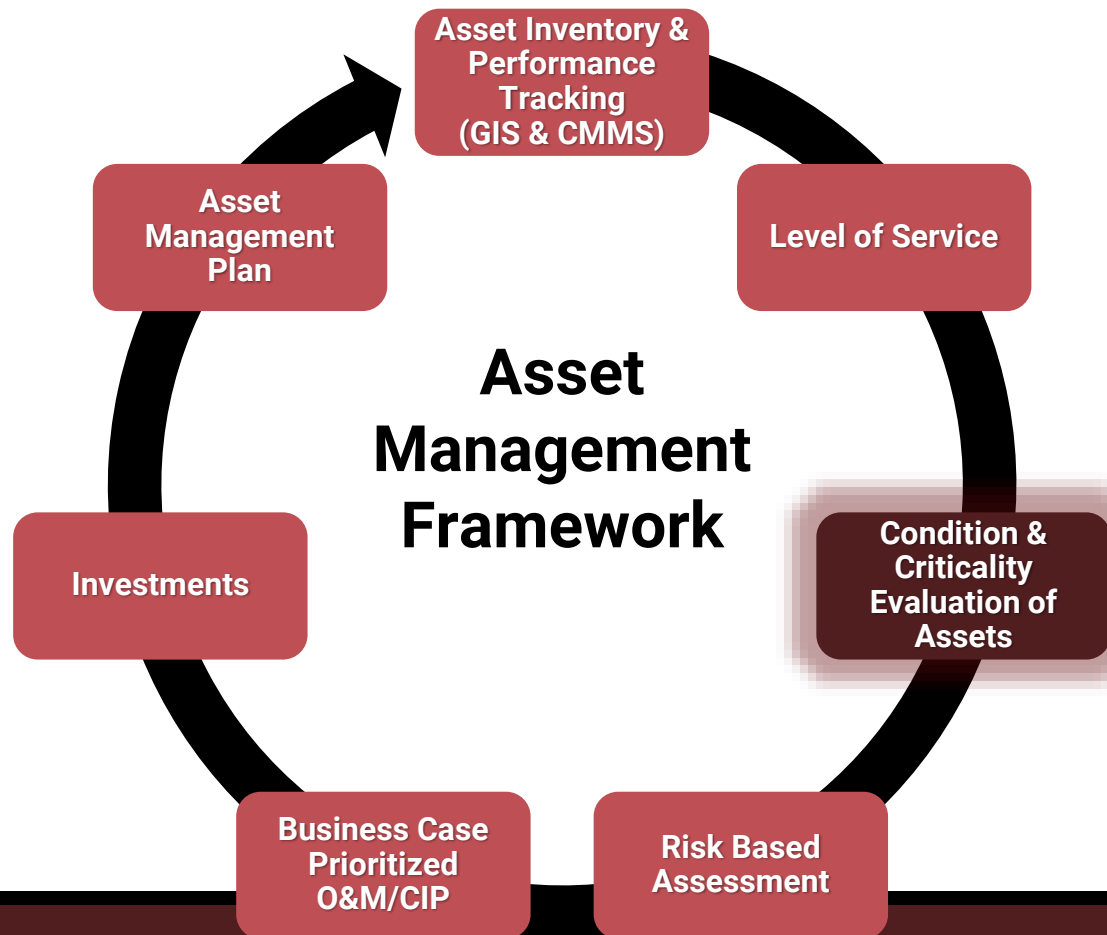 Asset Inventory &
Performance
Tracking
(GIS & CMMS)
Level of Service
Condition &
Criticality
Evaluation of
Assets
Risk Based
Assessment
Business Case
Prioritized
O&M/CIP
Investments
Asset
Management
Plan
Asset
Management
Framework